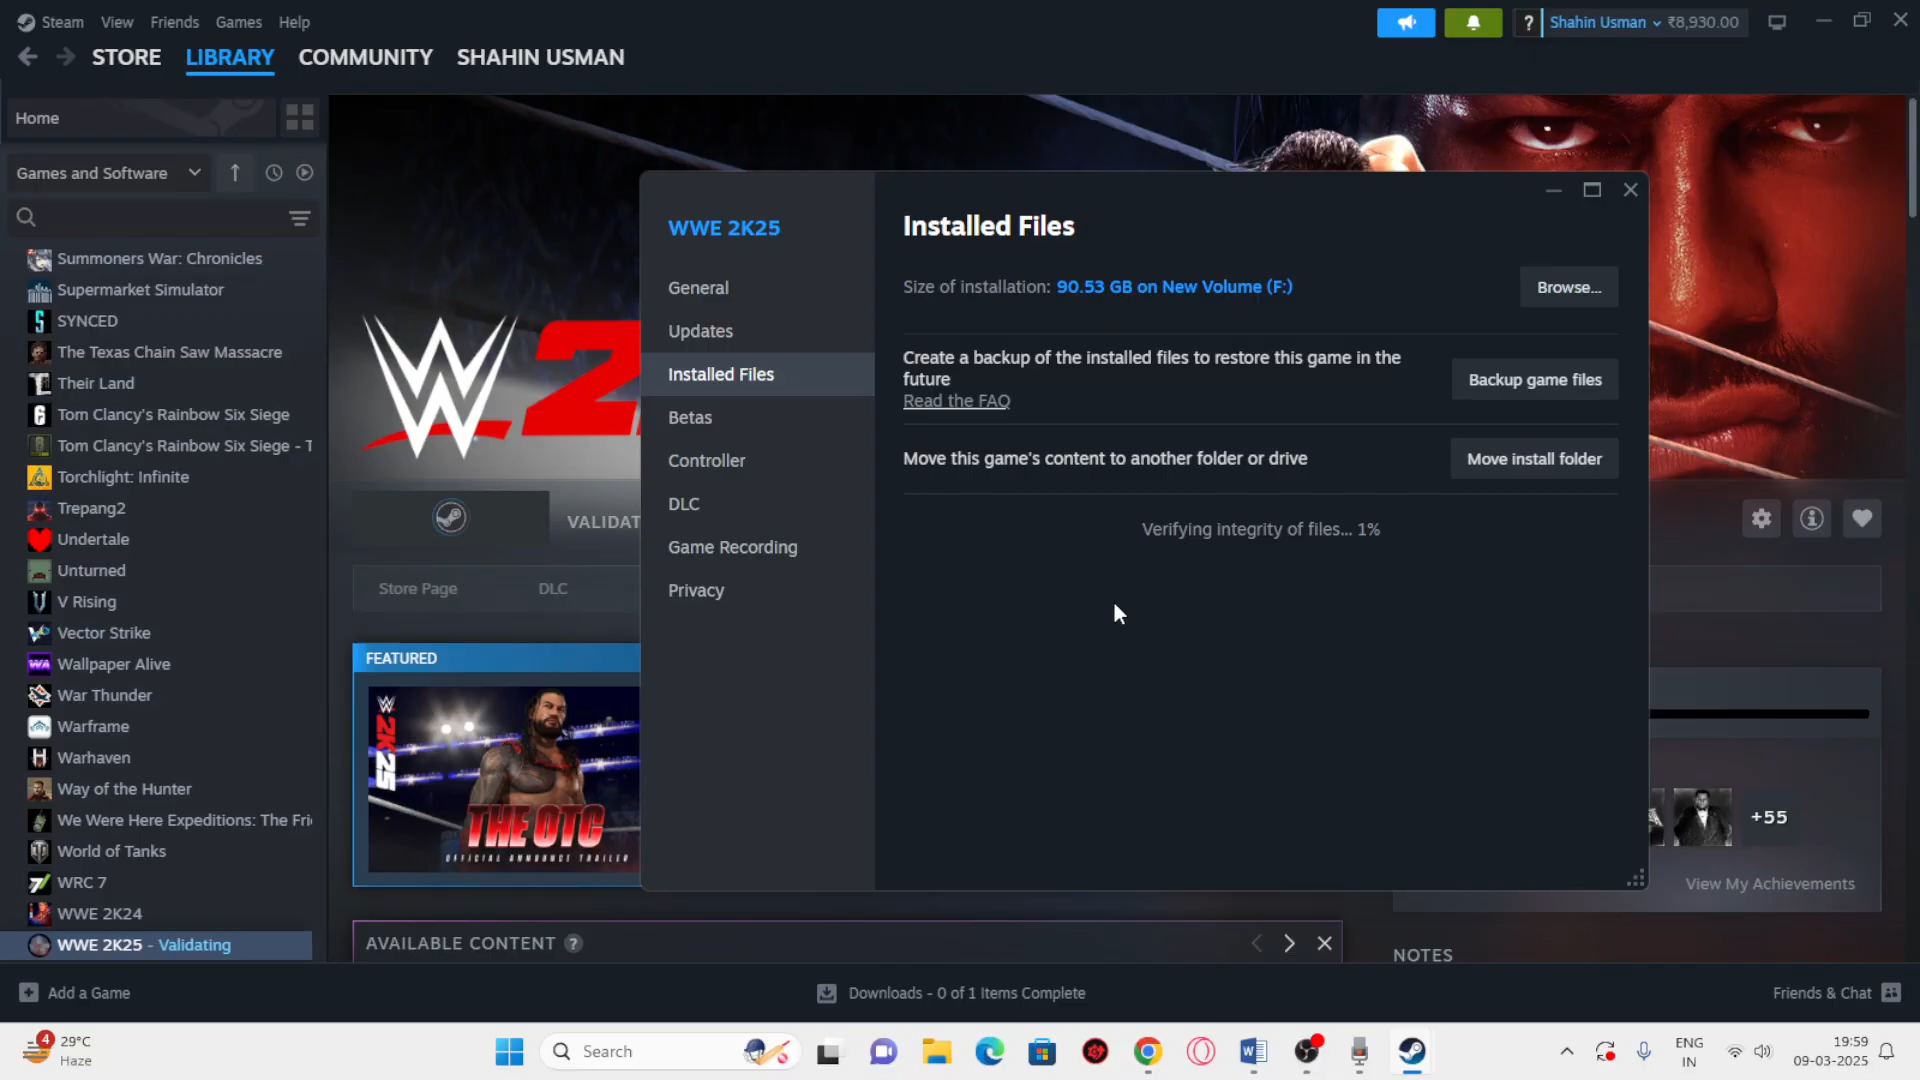 Steam View Friends Games Help
? Shahin Usman ₹8,930.00
STORE LIBRARY COMMUNITY SHAHIN USMAN
Home
Games and Software
Summoners War: Chronicles
Supermarket Simulator
SYNCED
The Texas Chain Saw Massacre
Their Land
Tom Clancy's Rainbow Six Siege
Tom Clancy's Rainbow Six Siege - T
Torchlight: Infinite
Trepang2
Undertale
Unturned
V Rising
Vector Strike
Wallpaper Alive
War Thunder
Warframe
Warhaven
Way of the Hunter
We Were Here Expeditions: The Fri
World of Tanks
WRC 7
WWE 2K24
WWE 2K25 - Validating
W 2
VALIDAT
Store Page DLC
FEATURED
W 2K25
THE OTC
OFFICIAL ANNOUNCE TRAILER
AVAILABLE CONTENT ?
WWE 2K25
General
Updates
Installed Files
Betas
Controller
DLC
Game Recording
Privacy
Installed Files
Size of installation: 90.53 GB on New Volume (F:)
Browse...
Create a backup of the installed files to restore this game in the
future
Read the FAQ
Backup game files
Move this game's content to another folder or drive
Move install folder
Verifying integrity of files... 1%
+55
View My Achievements
NOTES
Add a Game
Downloads - 0 of 1 Items Complete
Friends & Chat
4
29°C
Haze
Search
ENG
IN
19:59
09-03-2025